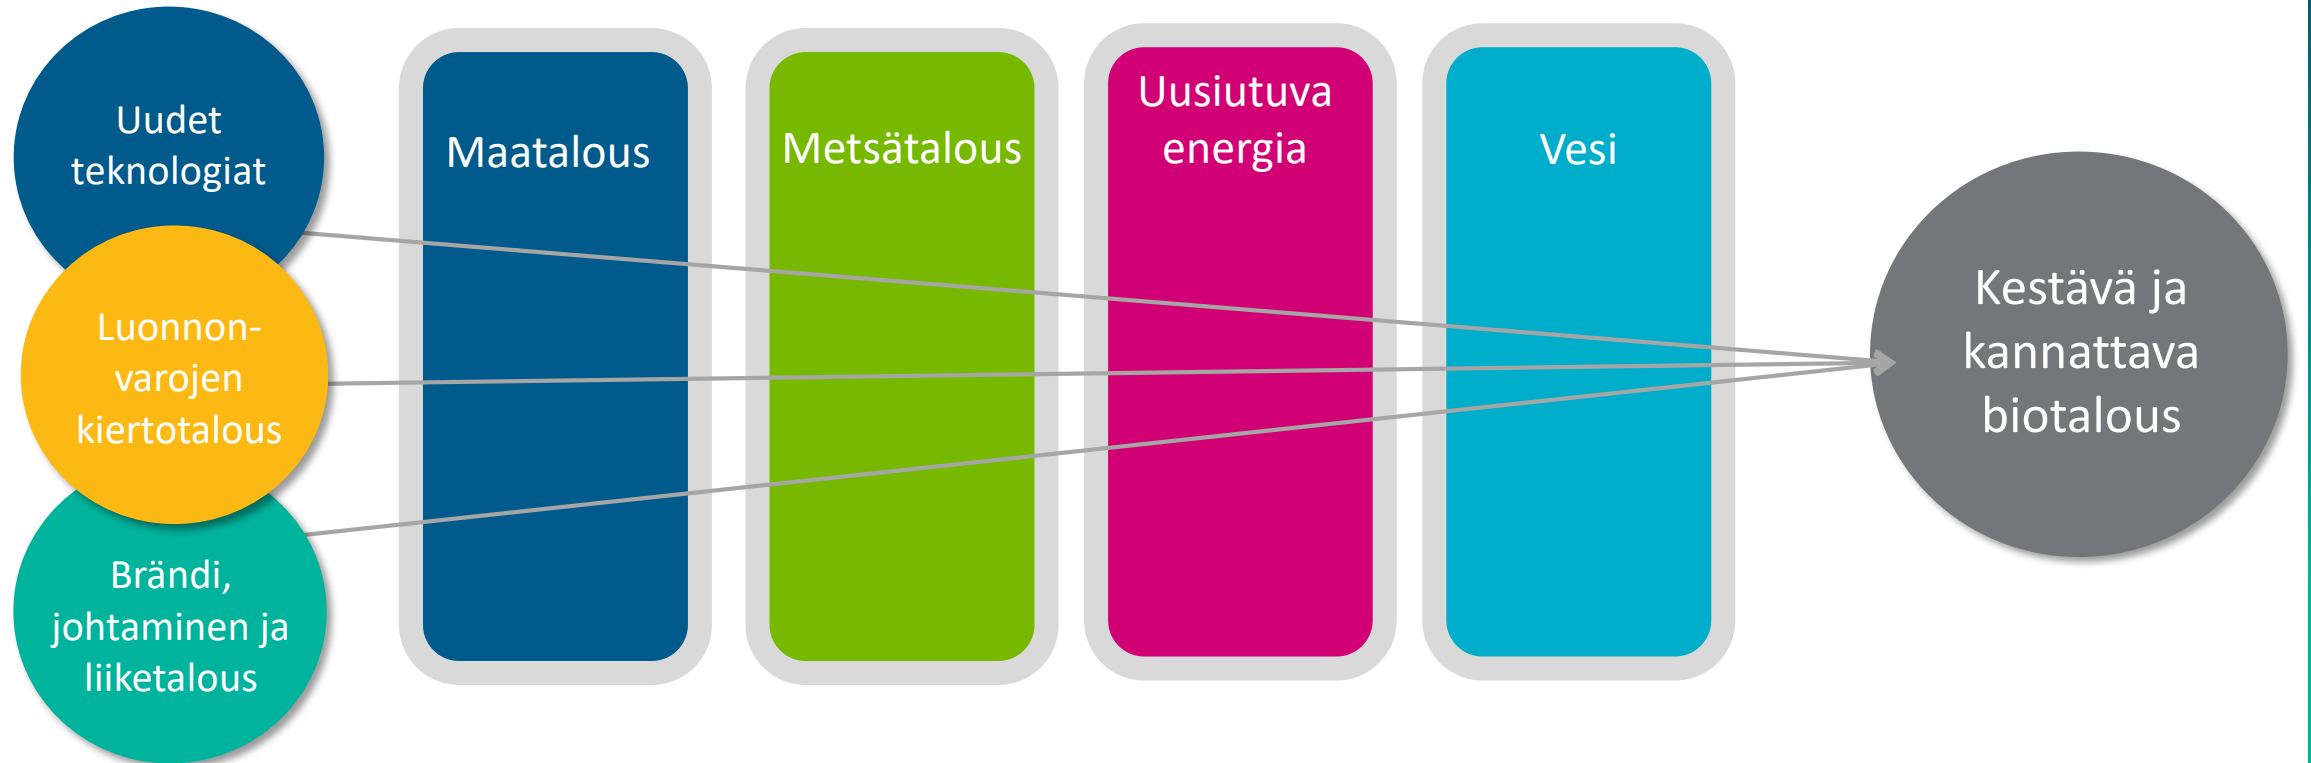 Uudet
teknologiat
Luonnon-
varojen
kiertotalous
Brändi,
johtaminen ja
liiketalous
Maatalous
Metsätalous
Uusiutuva
energia
Vesi
Kestävä ja
kannattava
biotalous